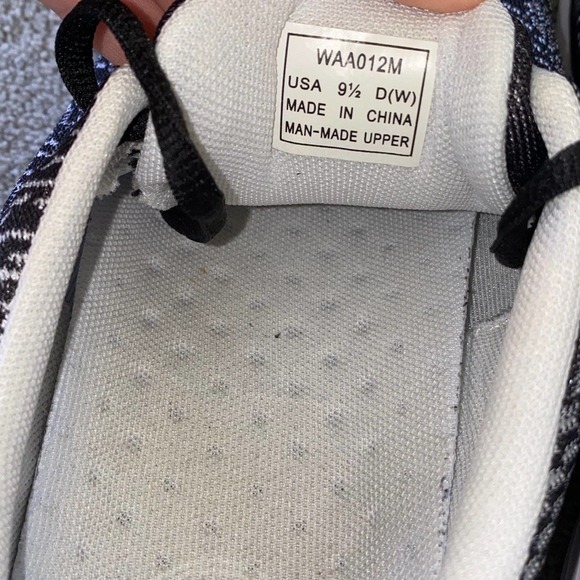 WAA012M
USA 9½ D(W)
MADE IN CHINA
MAN-MADE UPPER